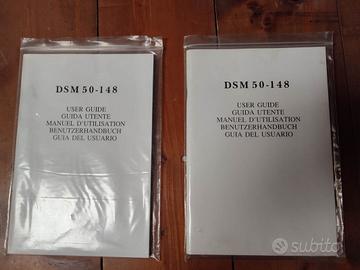 DSM 50-148
USER GUIDE
GUIDA UTENTE
MANUEL D'UTILISATION
BENUTZERHANDBUCH
GUIA DEL USUARIO
DSM 50-148
USER GUIDE
GUIDA UTENTE
MANUEL D'UTILISATION
BENUTZERHANDBUCH
GUIA DEL USUARIO
subito